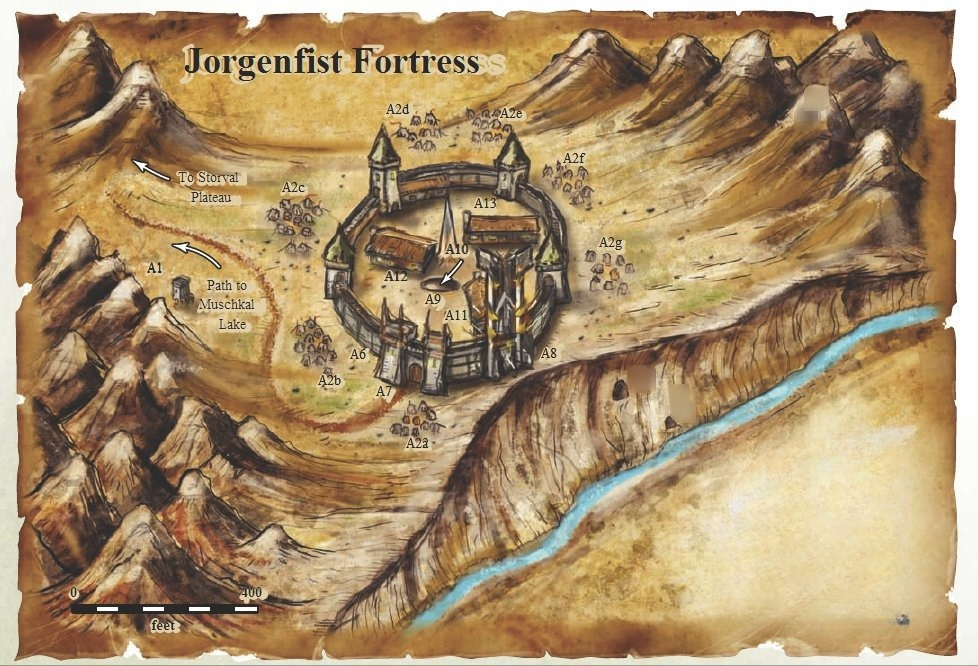 Jorgenfist Fortress
A2d
A2e
A2f
To Storval
Plateau
A2c
A13
A2g
A10
A1
A12
Path to
Muschkal
Lake
A9
A11
A6
A8
A2b
A7
A2a
0
400
feet